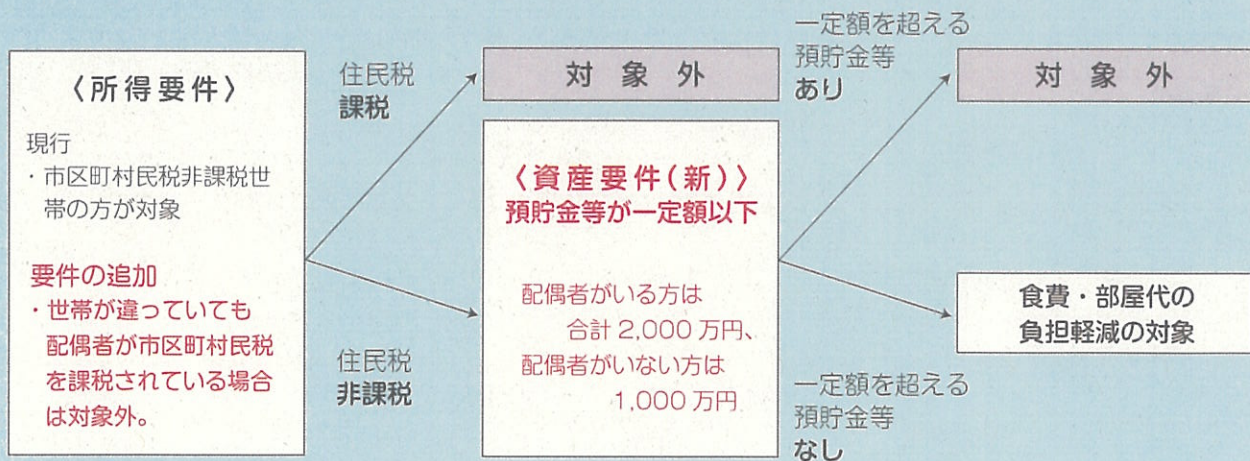 〈所得要件〉
現行
・市区町村民税非課税世
帯の方が対象
要件の追加
・世帯が違っていても
配偶者が市区町村民税
を課税されている場合
は対象外。
住民税
課税
住民税
非課税
対象外
〈資産要件(新)〉
預貯金等が一定額以下
配偶者がいる方は
合計 2,000 万円、
配偶者がいない方は
1,000 万円
一定額を超える
預貯金等
あり
一定額を超える
預貯金等
なし
対象外
食費・部屋代の
負担軽減の対象